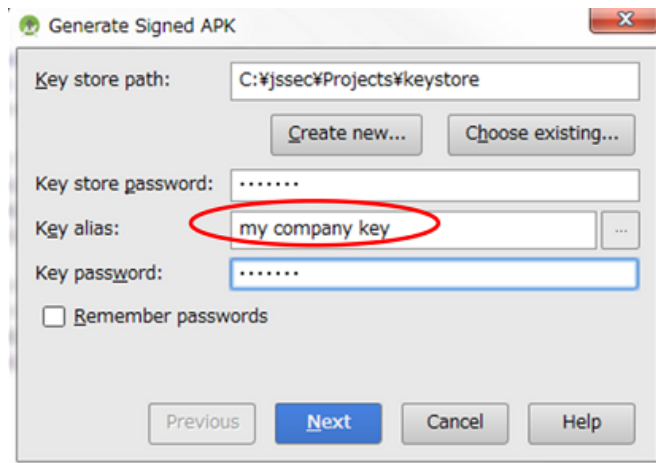 Generate Signed APK
Key store path: C:¥jssec¥Projects¥keystore
Create new... Choose existing...
Key store password: •••••••
Key alias: my company key ...
Key password: •••••••
Remember passwords
Previous Next Cancel Help